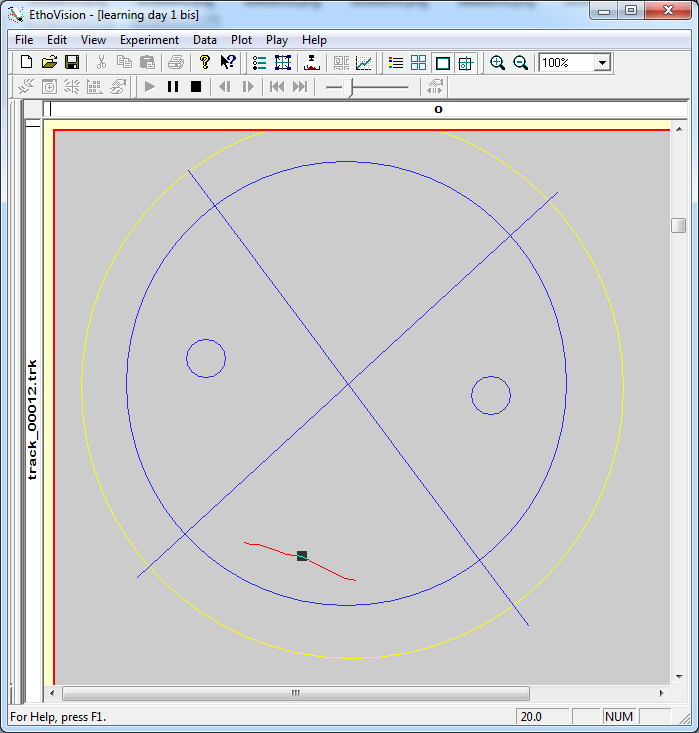 EthoVision - [learning day 1 bis]
File Edit View Experiment Data Plot Play Help
100%
0
track_00012.trk
For Help, press F1.
20.0
NUM